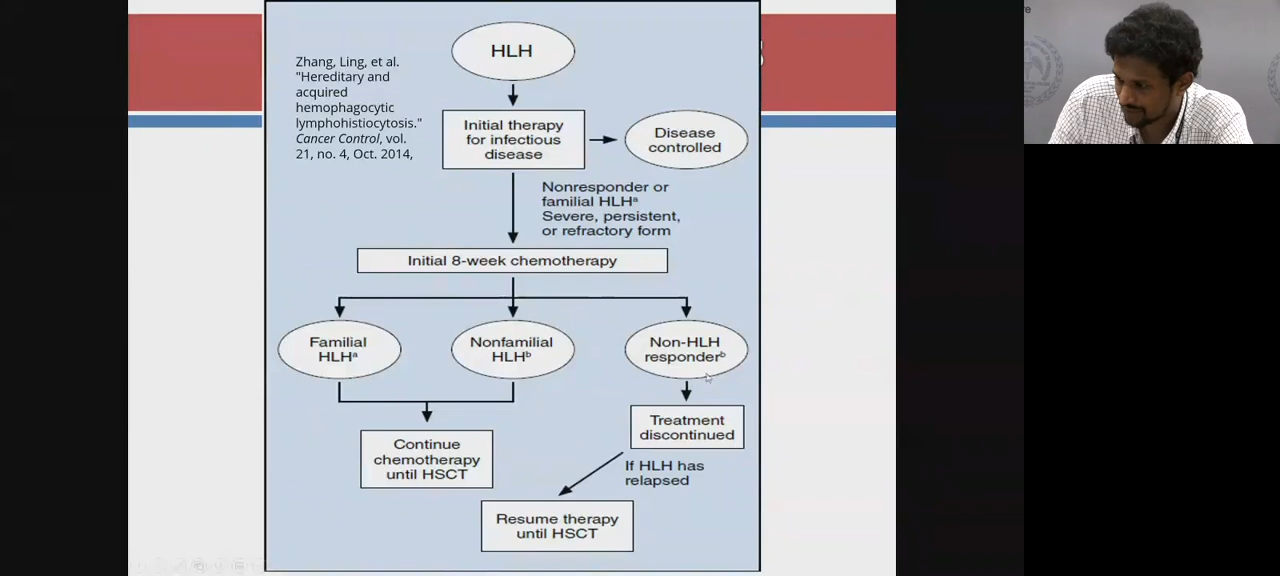 Zhang, Ling, et al.
"Hereditary and
acquired
hemophagocytic
lymphohistiocytosis."
Cancer Control, vol.
21, no. 4, Oct. 2014,
HLH
Initial therapy
for infectious
disease
Disease
controlled
Nonresponder or
familial HLHᵃ
Severe, persistent,
or refractory form
Initial 8-week chemotherapy
Familial
HLHᵃ
Nonfamilial
HLHᵇ
Non-HLH
responderᵇ
Continue
chemotherapy
until HSCT
Treatment
discontinued
If HLH has
relapsed
Resume therapy
until HSCT